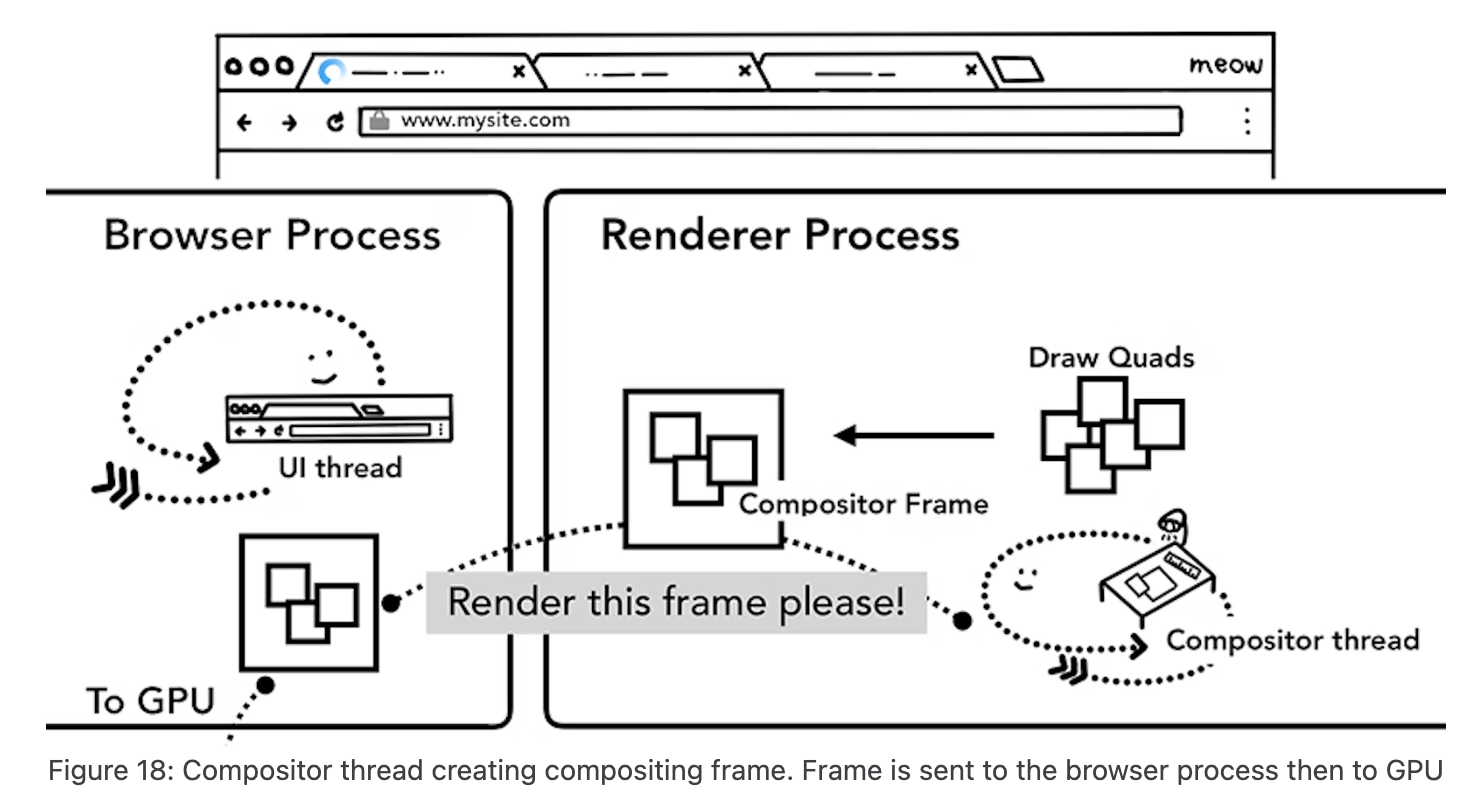 meow
www.mysite.com
Browser Process
UI thread
To GPU
Renderer Process
Draw Quads
Compositor Frame
Render this frame please!
Compositor thread
Figure 18: Compositor thread creating compositing frame. Frame is sent to the browser process then to GPU